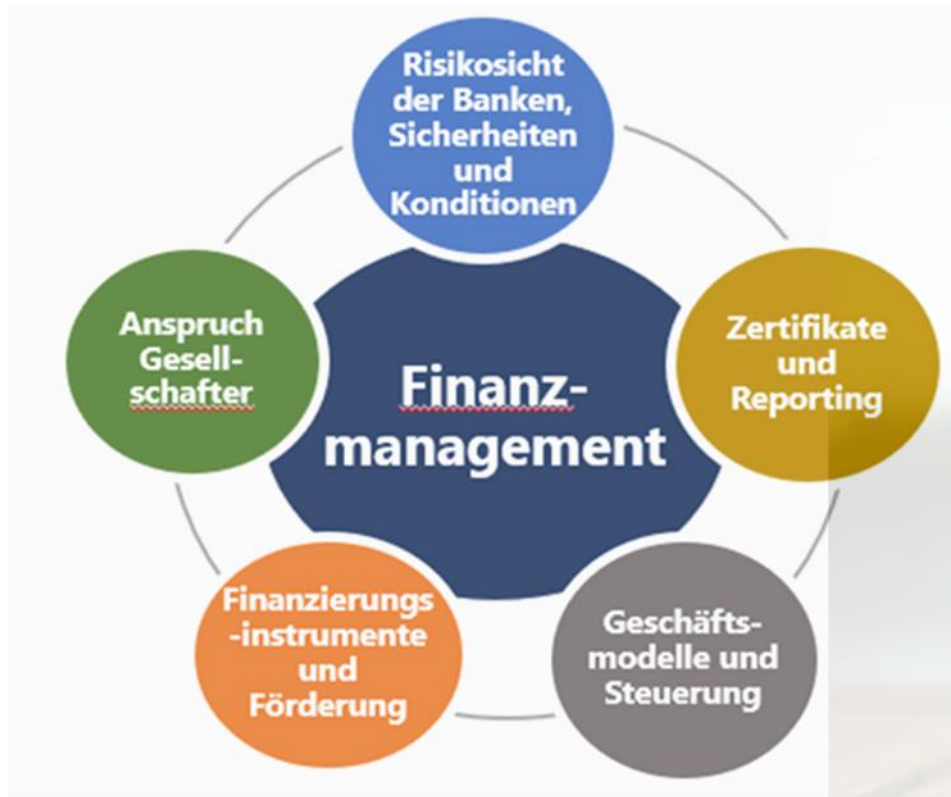 Risikosicht
der Banken,
Sicherheiten
und
Konditionen
Anspruch
Gesell-
schafter
Zertifikate
und
Reporting
Finanz-
management
Finanzierungs
-instrumente
und
Förderung
Geschäfts-
modelle und
Steuerung